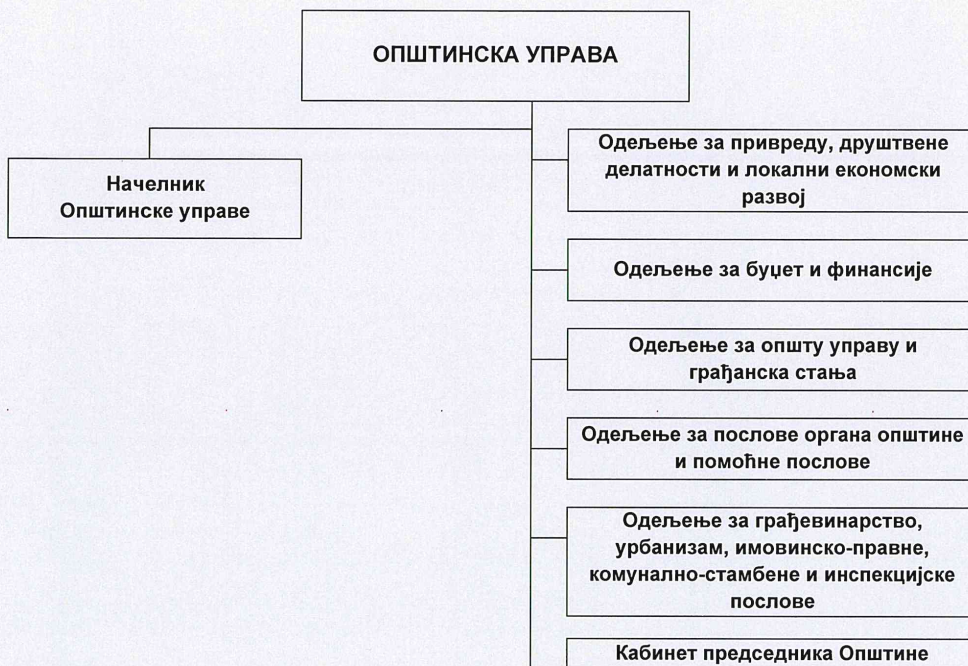 ОПШТИНСКА УПРАВА
Начелник
Општинске управе
Одељење за привреду, друштвене
делатности и локални економски
развој
Одељење за буџет и финансије
Одељење за општу управу и
грађанска стања
Одељење за послове органа општине
и помоћне послове
Одељење за грађевинарство,
урбанизам, имовинско-правне,
комунално-стамбене и инспекцијске
послове
Кабинет председника Општине